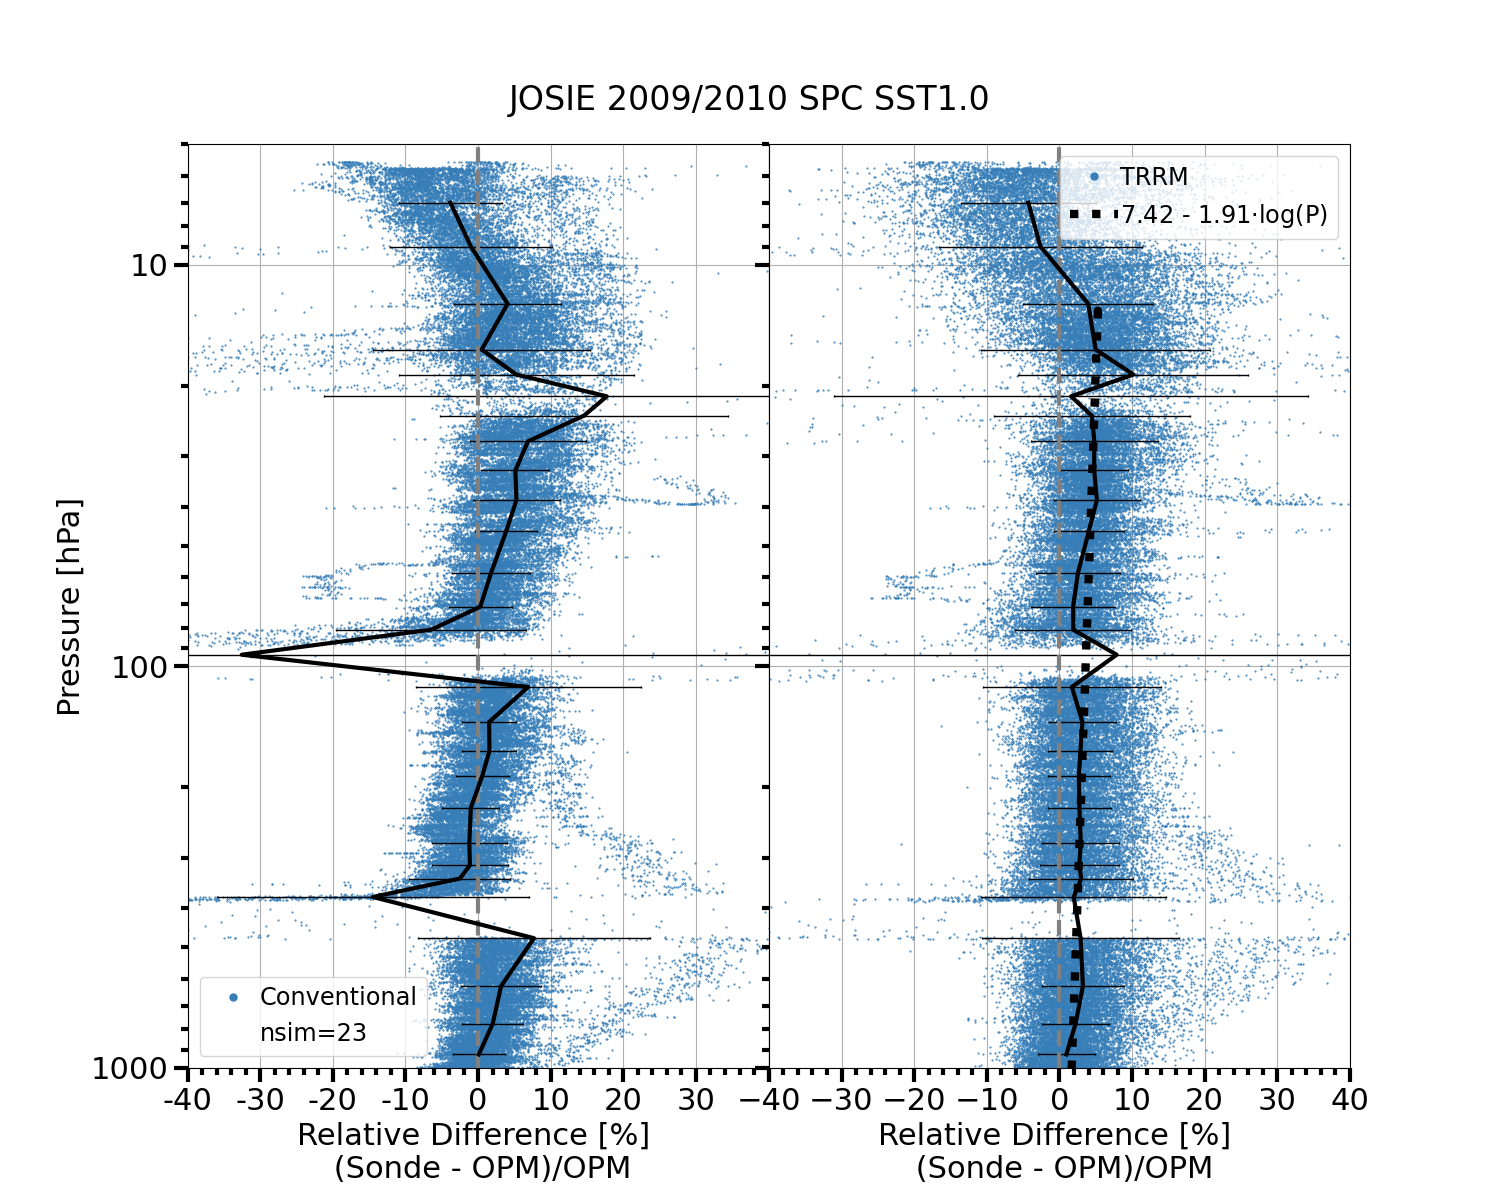 JOSIE 2009/2010 SPC SST1.0
Pressure [hPa]
10
100
1000
Conventional
nsim=23
TRRM
7.42 - 1.91·log(P)
-40 -30 -20 -10 0 10 20 30
−40 −30 −20 −10 0 10 20 30 40
Relative Difference [%]
(Sonde - OPM)/OPM
Relative Difference [%]
(Sonde - OPM)/OPM